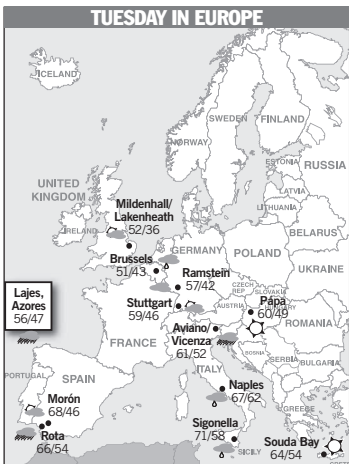 TUESDAY IN EUROPE
ICELAND
SWEDEN
FINLAND
NORWAY
ESTONIA
RUSSIA
LATVIA
LITHUANIA
UNITED
KINGDOM
Mildenhall/
Lakenheath
52/36
IRELAND
BELARUS
Brussels
51/43
GERMANY
POLAND
UKRAINE
Ramstein
57/42
Lajes,
Azores
56/47
CZECH
REP
SLOVAKIA
Stuttgart
59/46
AUSTRIA
Pápa
60/49
HUNGARY
ROMANIA
Aviano/
Vicenza
61/52
FRANCE
BOSNIA
SERBIA
BULGARIA
ITALY
PORTUGAL
SPAIN
Naples
67/62
Morón
68/46
GREECE
Rota
66/54
Sigonella
71/58
SICILY
Souda Bay
64/54